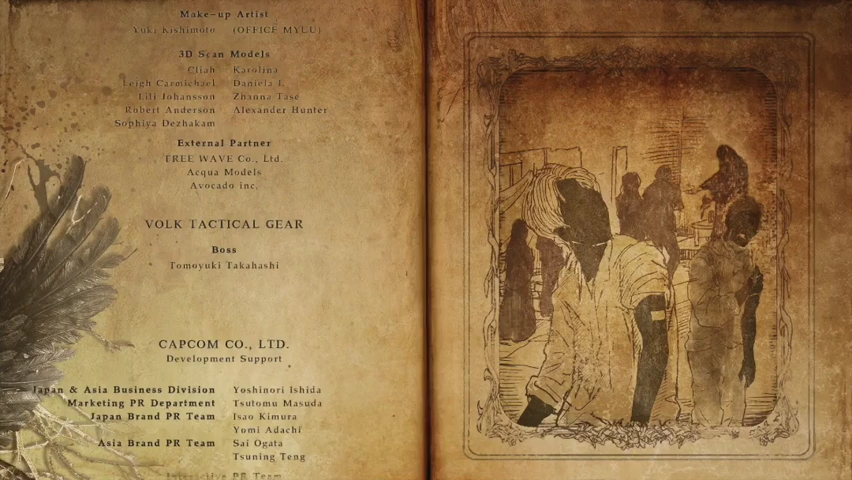 Make-up Artist
Yuki Kishimoto (OFFICE MYUU)
3D Scan Models
Cliah Karolina
Leigh Carmichael Daniela I.
Lili Johansson Zhanna Tase
Robert Anderson Alexander Hunter
Sophiya Dezhakam
External Partner
TREE WAVE Co., Ltd.
Acqua Models
Avocado inc.
VOLK TACTICAL GEAR
Boss
Tomoyuki Takahashi
CAPCOM CO., LTD.
Development Support
Japan & Asia Business Division Yoshinori Ishida
Marketing PR Department Tsutomu Masuda
Japan Brand PR Team Isao Kimura
Yumi Adachi
Asia Brand PR Team Sai Ogata
Tsuning Teng
PR Team